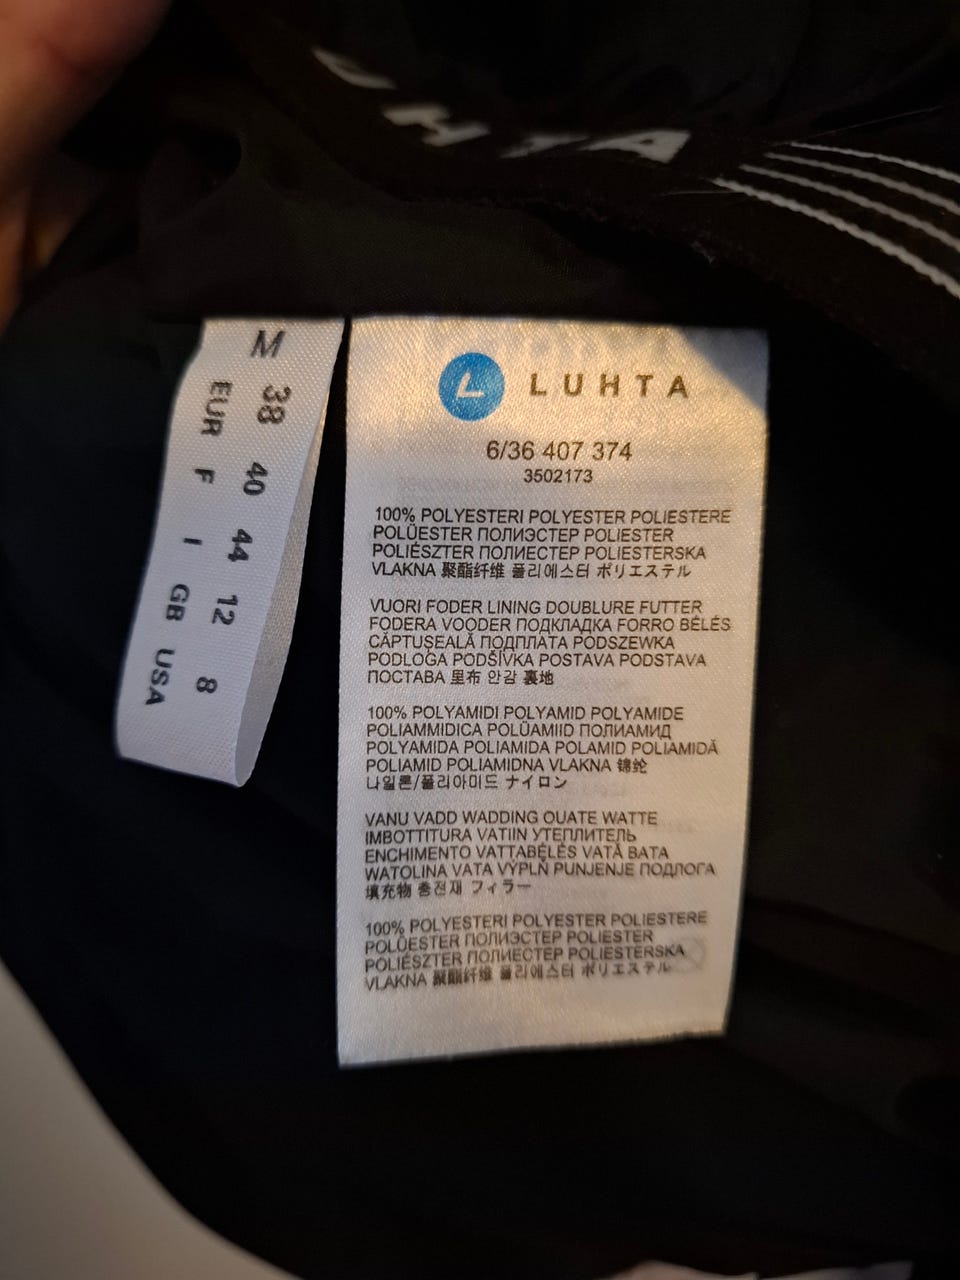 HTA
M
38 40 44 12 8
EUR F I GB USA
LUHTA
6/36 407 374
3502173
100% POLYESTERI POLYESTER POLIESTERE
POLÜESTER ПОЛИЭСТЕР POLIESTER
POLIÉSZTER ПОЛИЕСТЕР POLIESTERSKA
VLAKNA 聚酯纤维 폴리에스터 ポリエステル
VUORI FODER LINING DOUBLURE FUTTER
FODERA VOODER ПОДКЛАДКА FORRO BÉLÉS
CĂPTUŞEALĂ ПОДПЛАТА PODSZEWKA
PODLOGA PODŠÍVKA POSTAVA PODSTAVA
ПОСТАВА 里布 안감 裏地
100% POLYAMIDI POLYAMID POLYAMIDE
POLIAMMIDICA POLÜAMIID ПОЛИАМИД
POLYAMIDA POLIAMIDA POLAMID POLIAMIDĂ
POLIAMID POLIAMIDNA VLAKNA 锦纶
나일론/폴리아미드 ナイロン
VANU VADD WADDING OUATE WATTE
IMBOTTITURA VATIIN УТЕПЛИТЕЛЬ
ENCHIMENTO VATTABÉLÉS VATĂ BATA
WATOLINA VATA VÝPLŇ PUNJENJE ПОДЛОГА
填充物 충전재 フィラー
100% POLYESTERI POLYESTER POLIESTERE
POLÜESTER ПОЛИЭСТЕР POLIESTER
POLIÉSZTER ПОЛИЕСТЕР POLIESTERSKA
VLAKNA 聚酯纤维 폴리에스터 ポリエステル